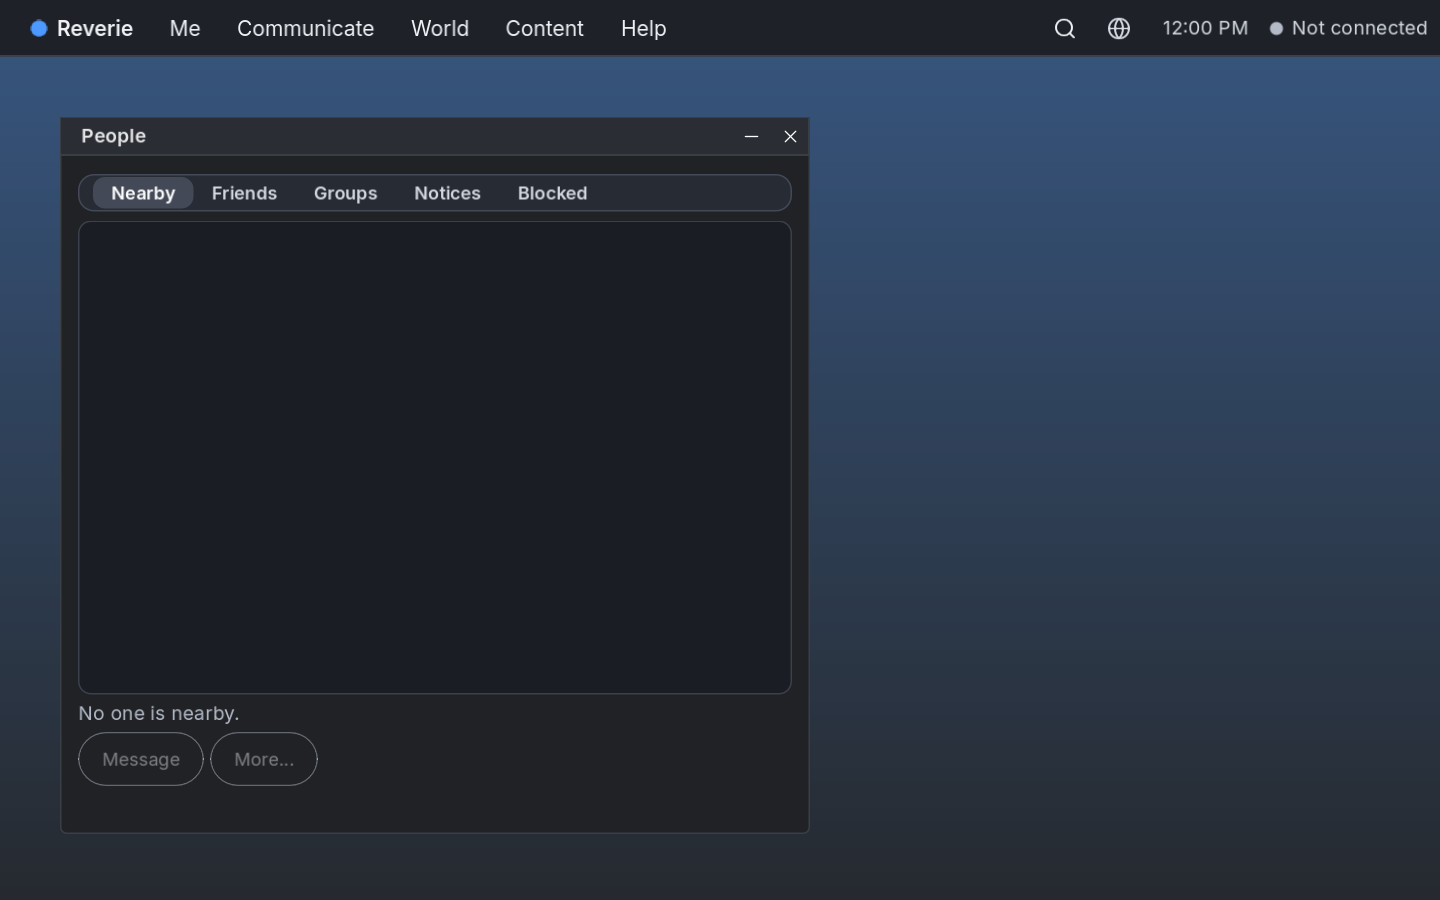 Reverie Me Communicate World Content Help 12:00 PM Not connected
People
Nearby Friends Groups Notices Blocked
No one is nearby.
Message More...